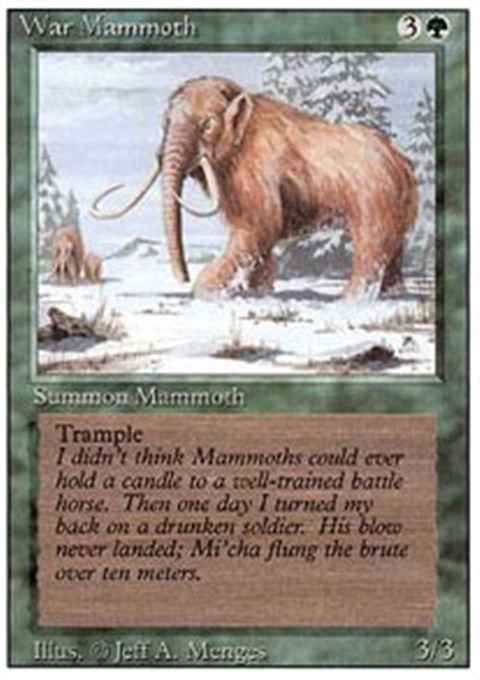 War Mammoth 3
Summon Mammoth
Trample
I didn't think Mammoths could ever
hold a candle to a well-trained battle
horse. Then one day I turned my
back on a drunken soldier. His blow
never landed; Mi'cha flung the brute
over ten meters.
Illus. © Jeff A. Menges 3/3